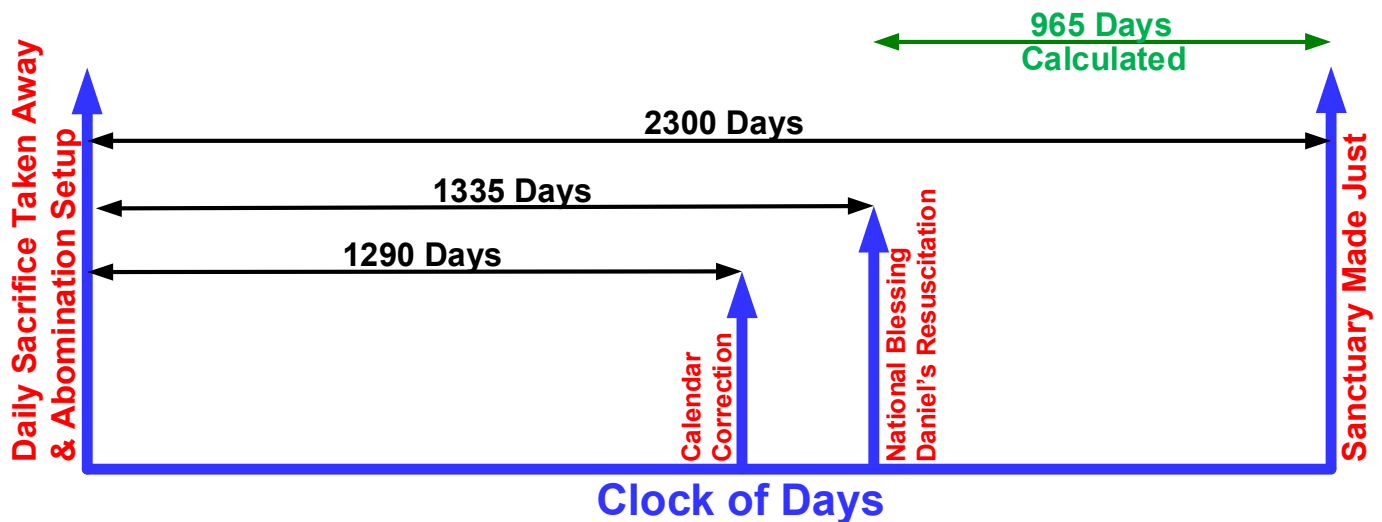 965 Days
Calculated
2300 Days
1335 Days
1290 Days
Daily Sacrifice Taken Away
& Abomination Setup
Calendar
Correction
National Blessing
Daniel's Resuscitation
Sanctuary Made Just
Clock of Days